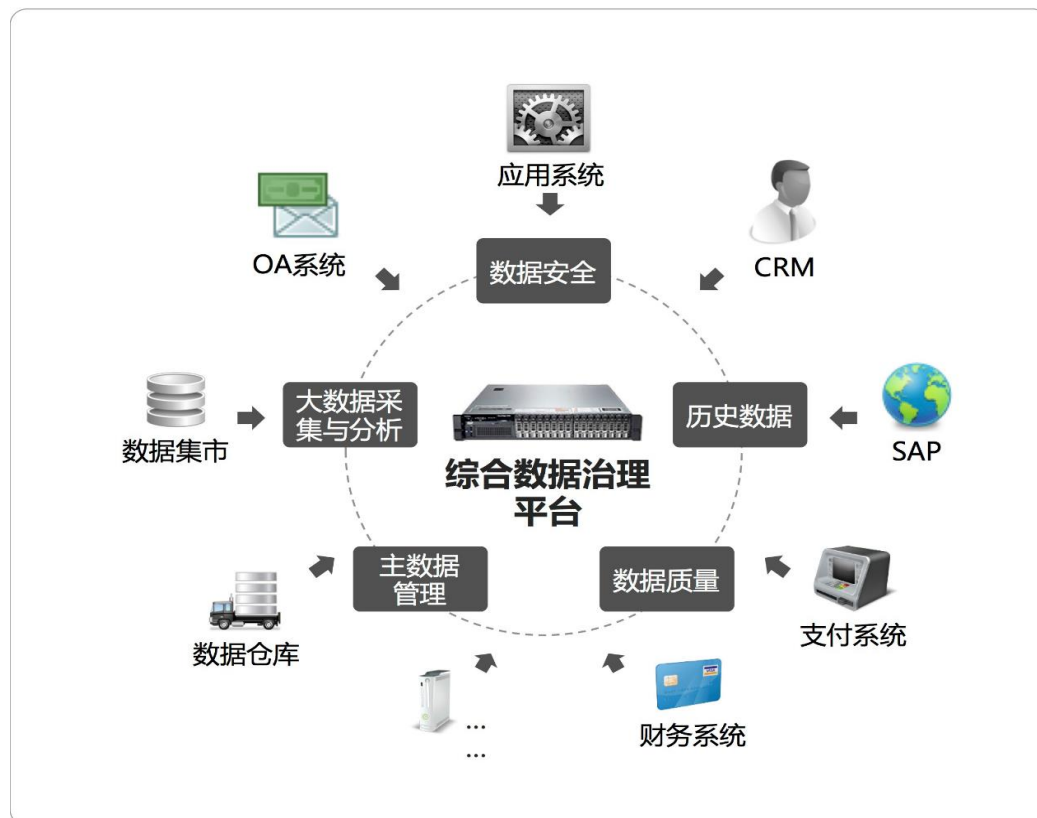 应用系统
OA系统
CRM
数据安全
大数据采
集与分析
历史数据
数据集市
SAP
综合数据治理
平台
主数据
管理
数据质量
数据仓库
支付系统
...
...
财务系统